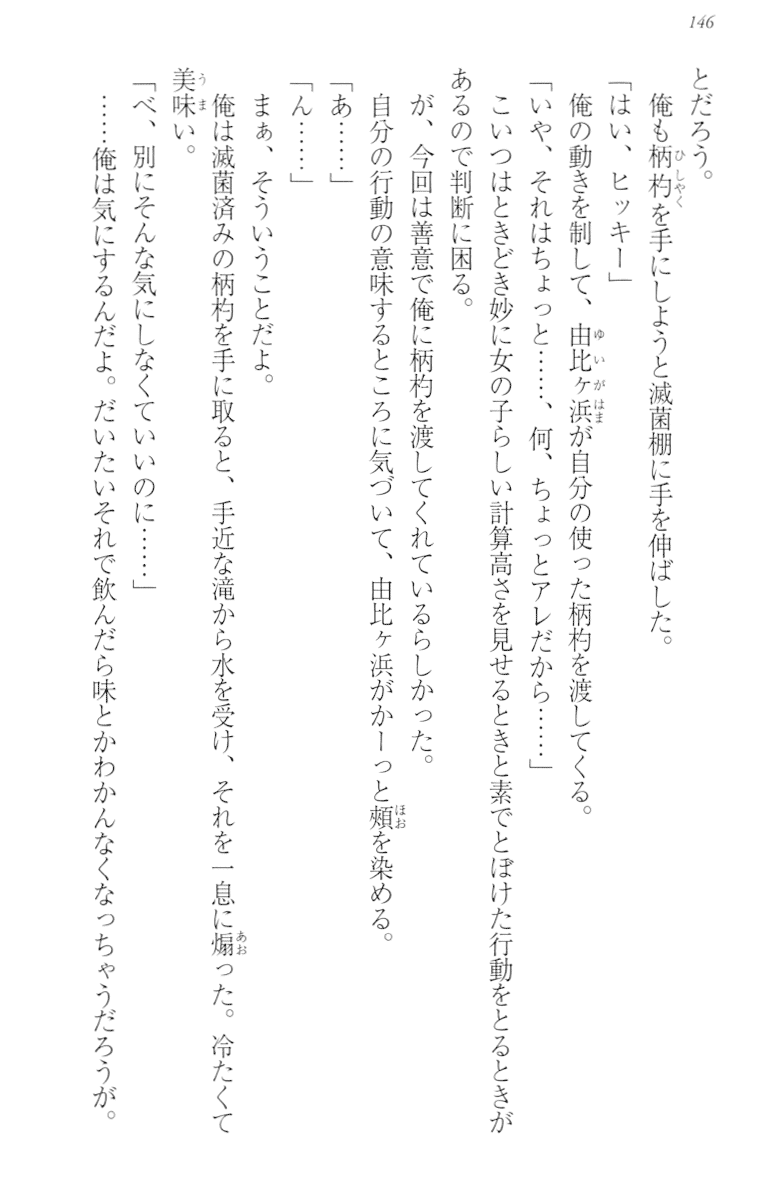 146
とだろう。
俺も柄杓を手にしようと滅菌棚に手を伸ばした。
「はい、ヒッキー」
俺の動きを制して、由比ヶ浜が自分の使った柄杓を渡してくる。
「いや、それはちょっと……、何、ちょっとアレだから……」
こいつはときどき妙に女の子らしい計算高さを見せるときと素でとぼけた行動をとるときが
あるので判断に困る。
が、今回は善意で俺に柄杓を渡してくれているらしかった。
自分の行動の意味するところに気づいて、由比ヶ浜がかーっと頰を染める。
「あ……」
「ん……」
まぁ、そういうことだよ。
俺は滅菌済みの柄杓を手に取ると、手近な滝から水を受け、それを一息に煽った。冷たくて
美味い。
「べ、別にそんな気にしなくていいのに……」
……俺は気にするんだよ。だいたいそれで飲んだら味とかわかんなくなっちゃうだろうが。